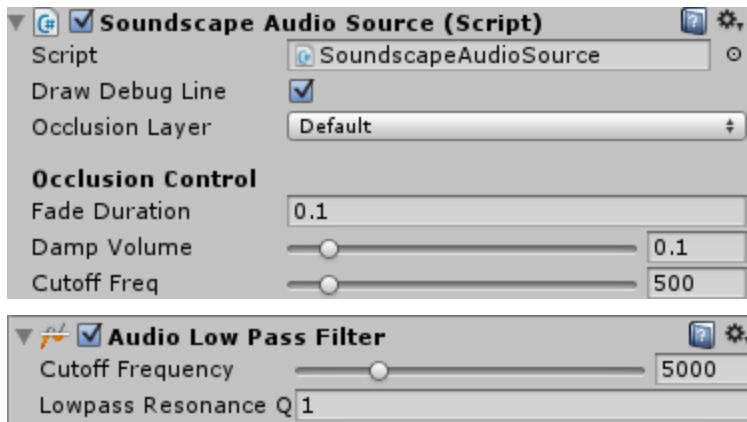 Soundscape Audio Source (Script)
Script SoundscapeAudioSource
Draw Debug Line
Occlusion Layer Default
Occlusion Control
Fade Duration 0.1
Damp Volume 0.1
Cutoff Freq 500
Audio Low Pass Filter
Cutoff Frequency 5000
Lowpass Resonance Q 1